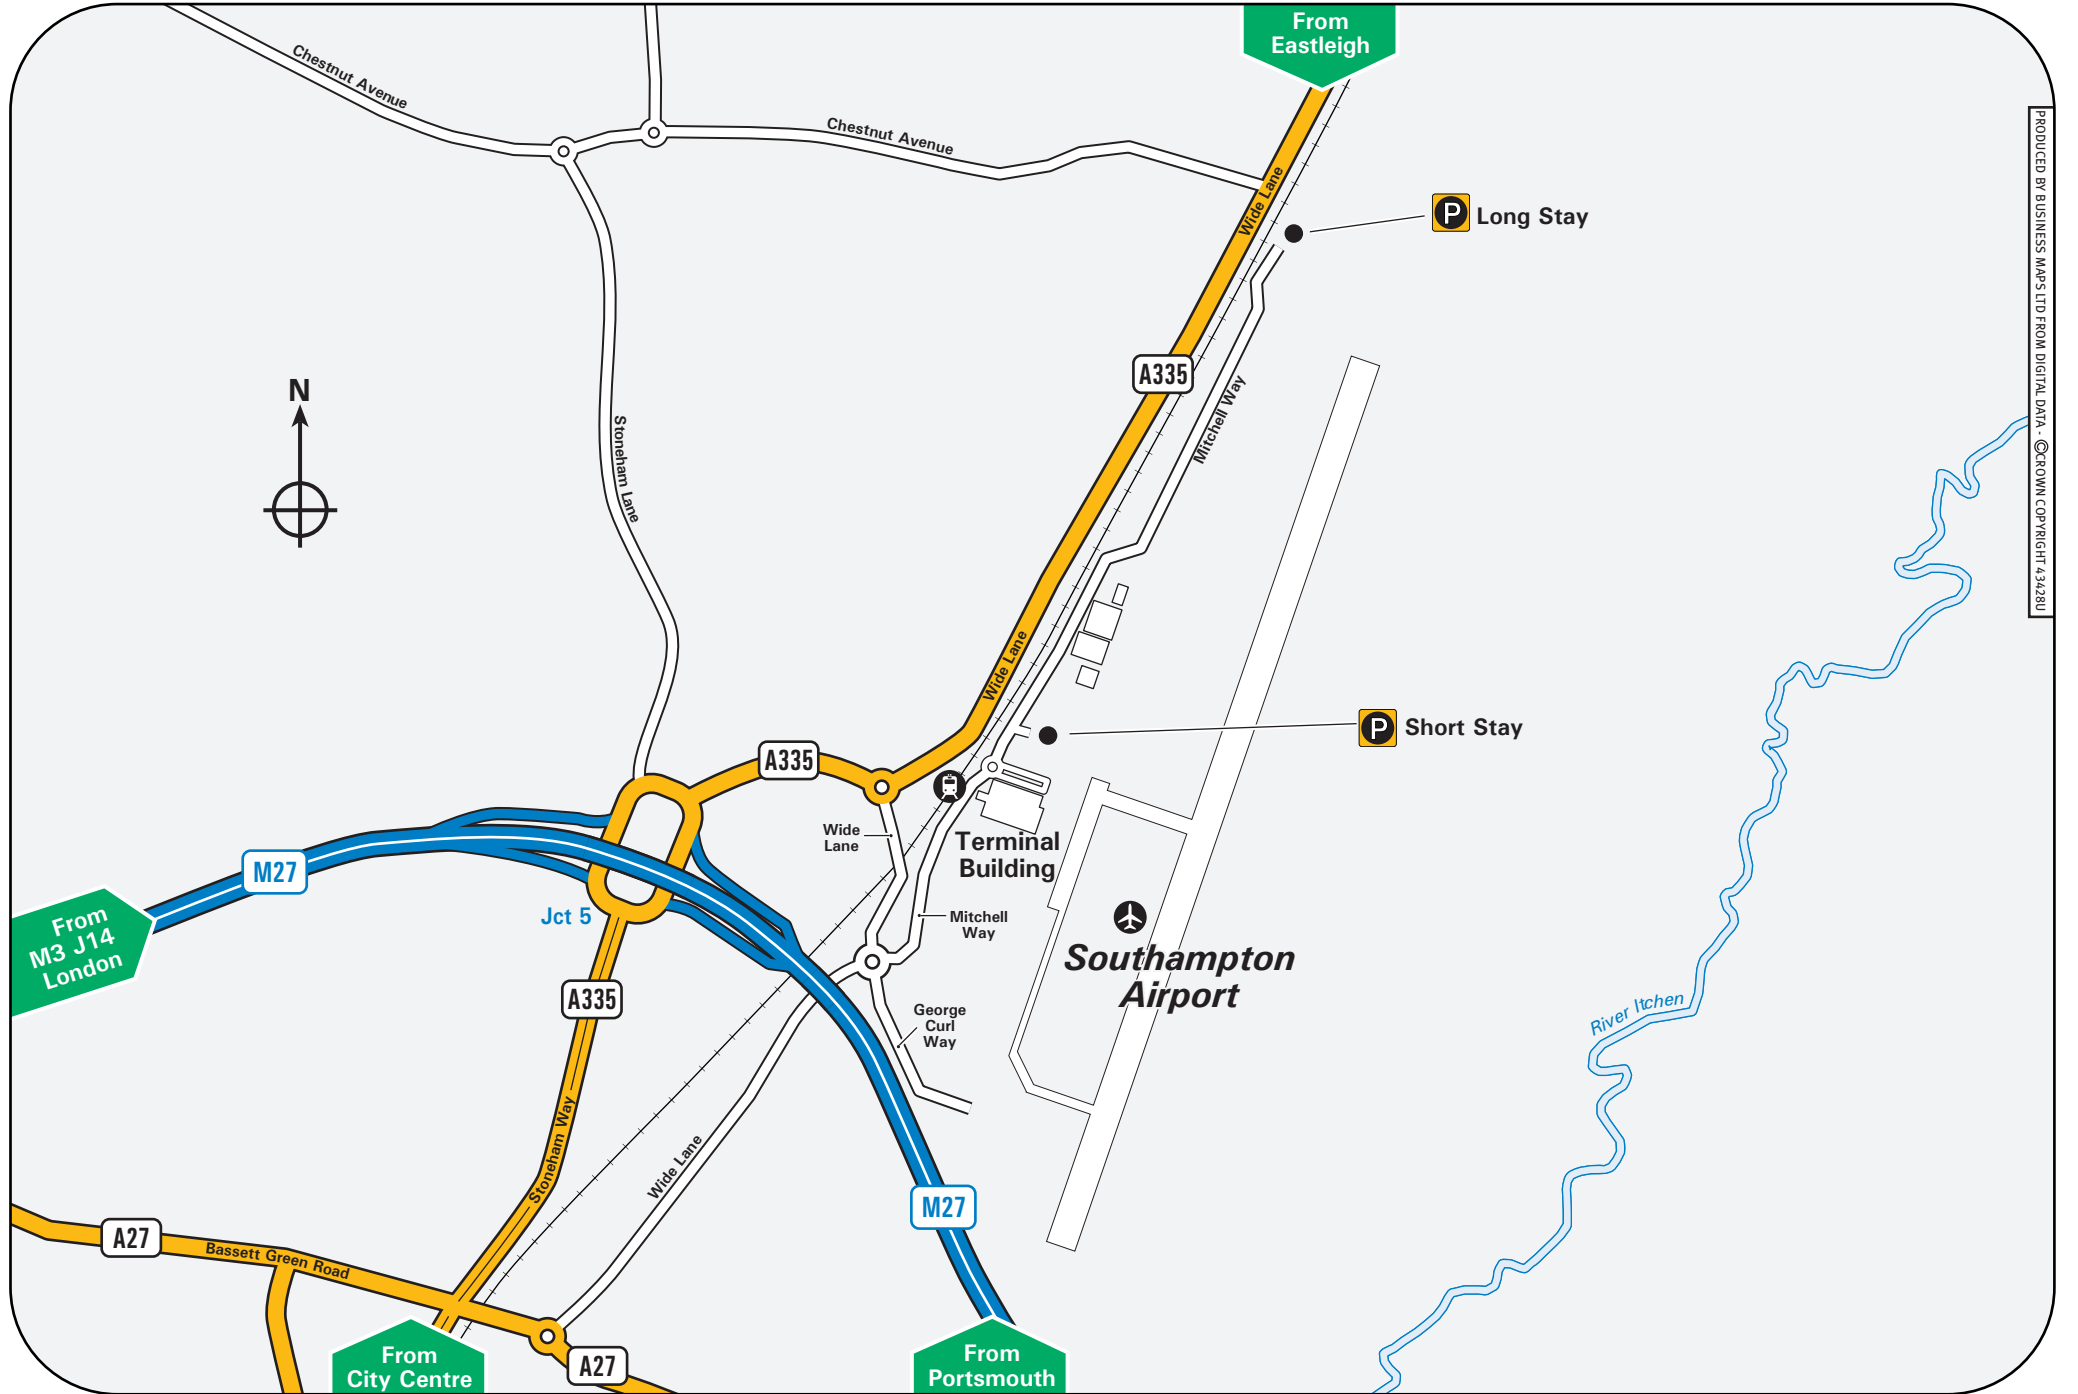 From
Eastleigh
Chestnut Avenue
Chestnut Avenue
Wide Lane
P Long Stay
PRODUCED BY BUSINESS MAPS LTD FROM DIGITAL DATA - ©CROWN COPYRIGHT 43428U
N
A335
Mitchell Way
Stoneham Lane
Wide Lane
P Short Stay
A335
Wide
Lane
Terminal
Building
M27
Jct 5
Mitchell
Way
From
M3 J14
London
Southampton
Airport
A335
George
Curl
Way
River Itchen
Stoneham Way
Wide Lane
M27
A27
Bassett Green Road
From
City Centre
A27
From
Portsmouth